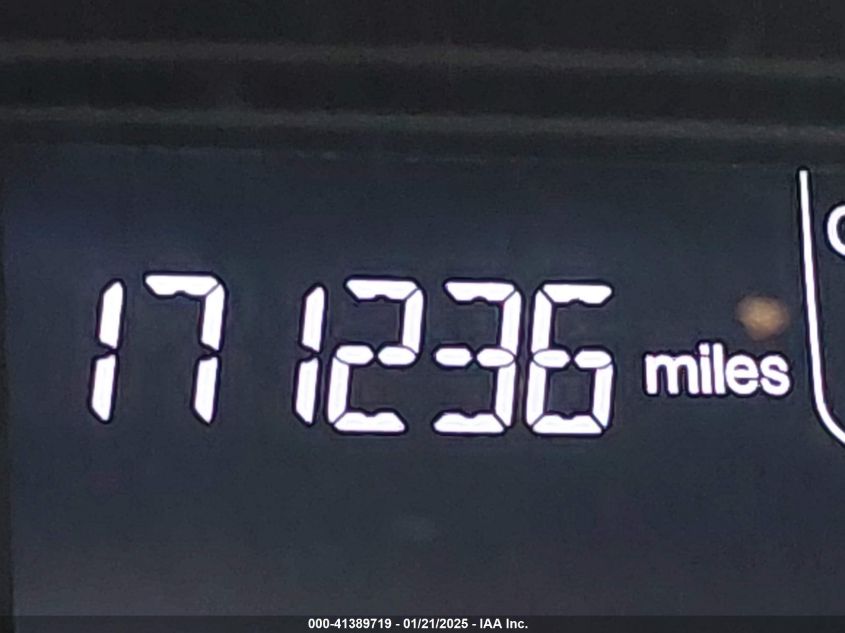 171236 miles
000-41389719 - 01/21/2025 - IAA Inc.